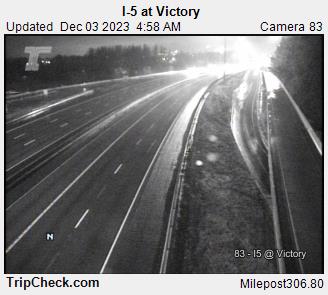 I-5 at Victory
Updated Dec 03 2023 4:58 AM Camera 83
T
N
83 - I5 @ Victory
TripCheck.com Milepost306.80